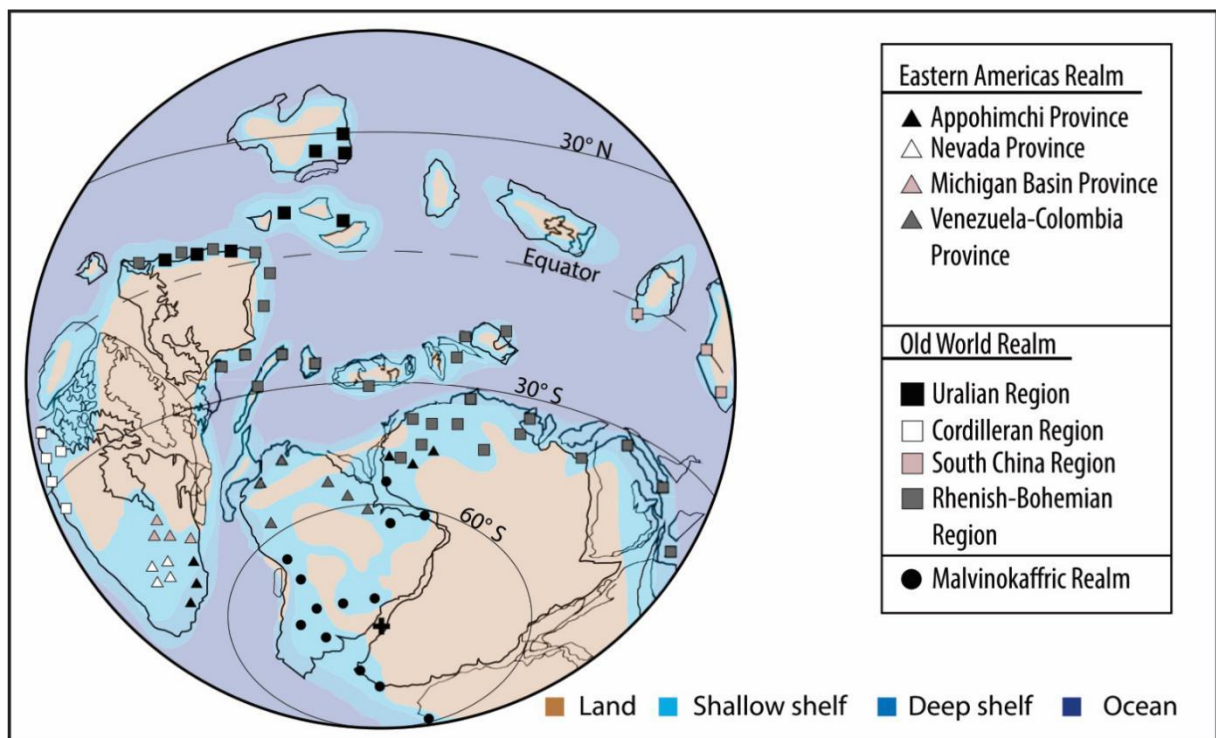 30° N
Equator
30° S
60° S
Eastern Americas Realm
Appohimchi Province
Nevada Province
Michigan Basin Province
Venezuela-Colombia
Province
Old World Realm
Uralian Region
Cordilleran Region
South China Region
Rhenish-Bohemian
Region
Malvinokaffric Realm
Land
Shallow shelf
Deep shelf
Ocean